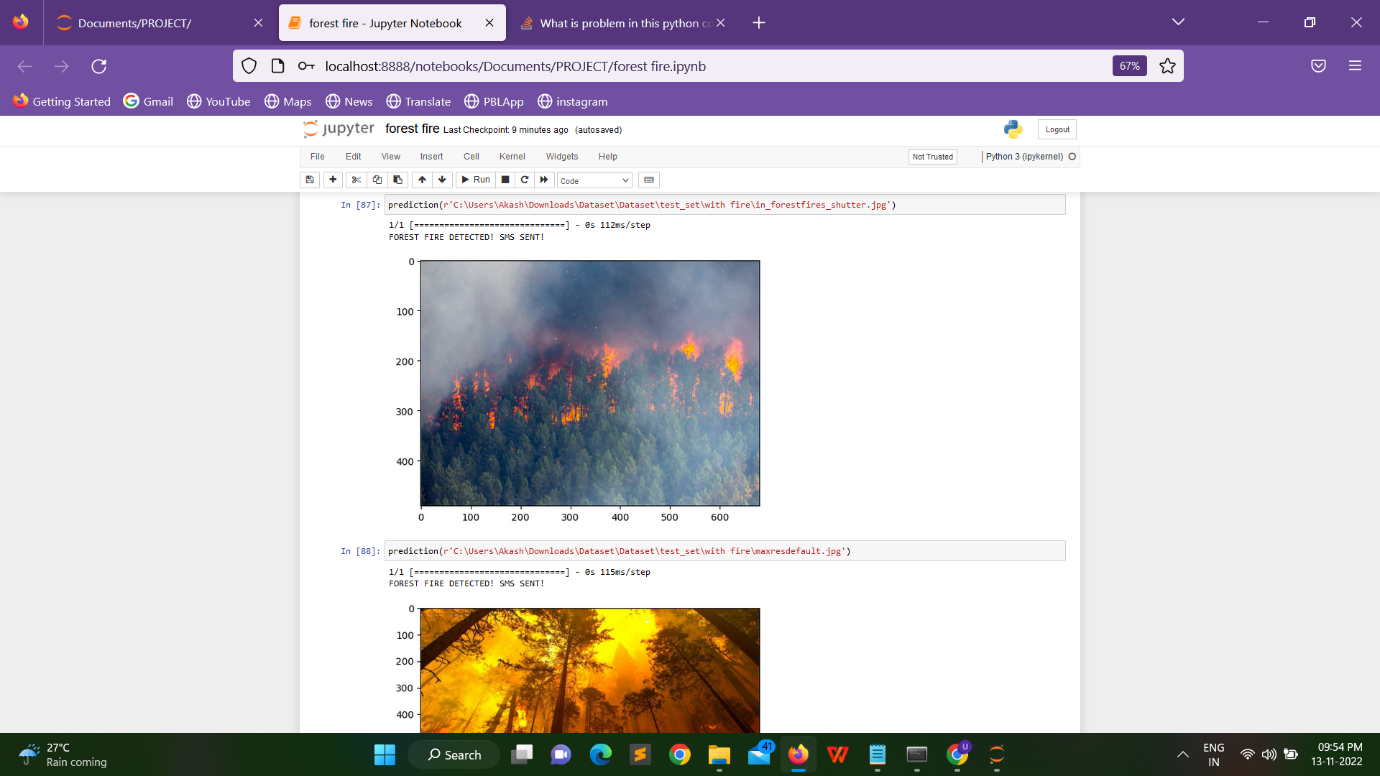 Documents/PROJECT/
forest fire - Jupyter Notebook
What is problem in this python co
localhost:8888/notebooks/Documents/PROJECT/forest fire.ipynb
67%
Getting Started Gmail YouTube Maps News Translate PBLApp instagram
jupyter forest fire Last Checkpoint: 9 minutes ago (autosaved)
Logout
File Edit View Insert Cell Kernel Widgets Help
Not Trusted
Python 3 (ipykernel)
Run
Code
In [87]: prediction(r'C:\Users\Akash\Downloads\Dataset\Dataset\test_set\with fire\in_forestfires_shutter.jpg')
1/1 [==============================] - 0s 112ms/step
FOREST FIRE DETECTED! SMS SENT!
0
100
200
300
400
0 100 200 300 400 500 600
In [88]: prediction(r'C:\Users\Akash\Downloads\Dataset\Dataset\test_set\with fire\maxresdefault.jpg')
1/1 [==============================] - 0s 115ms/step
FOREST FIRE DETECTED! SMS SENT!
0
100
200
300
400
27°C
Rain coming
Search
41
U
ENG
IN
09:54 PM
13-11-2022